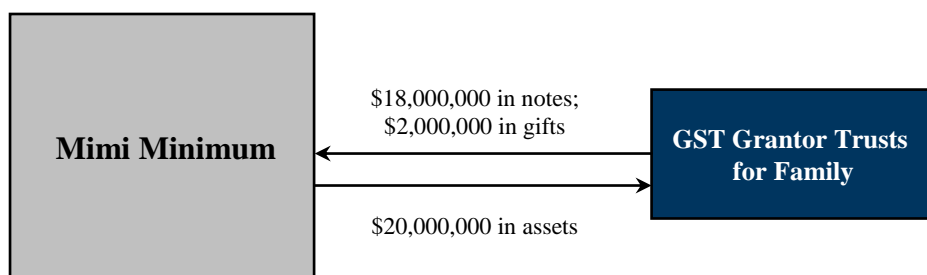 $18,000,000 in notes;
$2,000,000 in gifts
Mimi Minimum
GST Grantor Trusts
for Family
$20,000,000 in assets